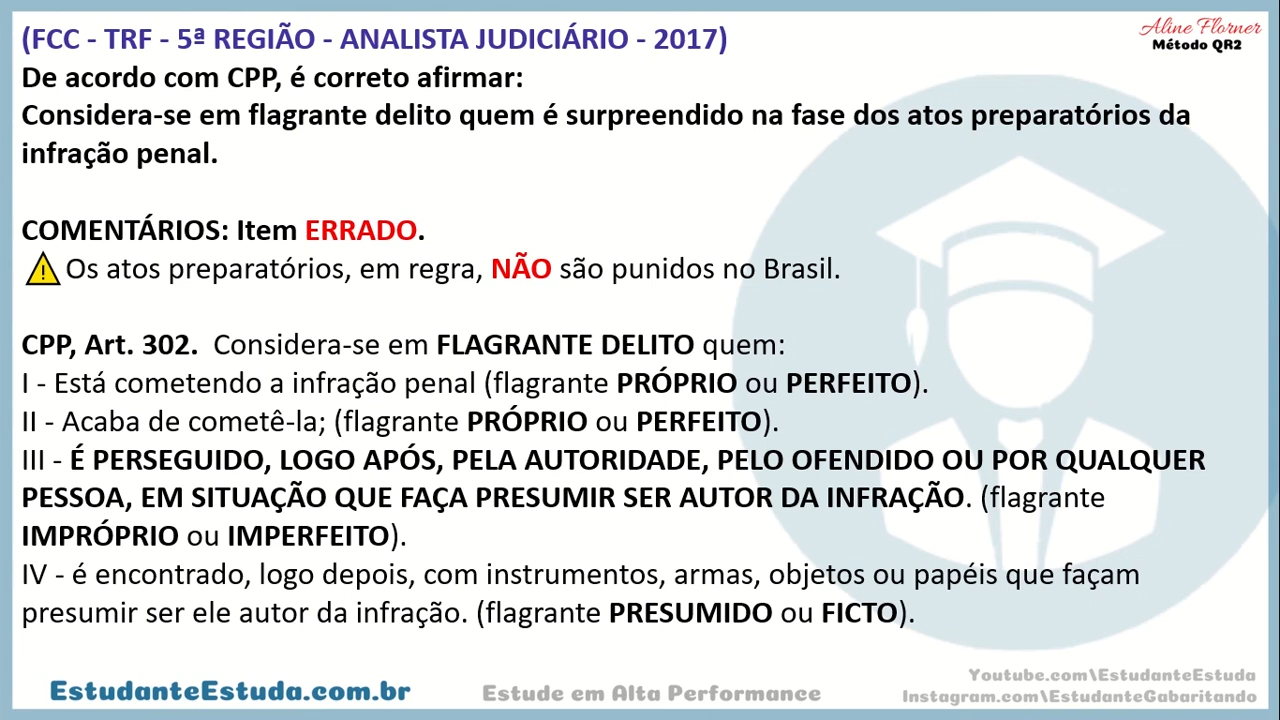 (FCC - TRF - 5ª REGIÃO - ANALISTA JUDICIÁRIO - 2017)
Aline Florner
Método QR2
De acordo com CPP, é correto afirmar:
Considera-se em flagrante delito quem é surpreendido na fase dos atos preparatórios da
infração penal.
COMENTÁRIOS: Item ERRADO.
Os atos preparatórios, em regra, NÃO são punidos no Brasil.
CPP, Art. 302. Considera-se em FLAGRANTE DELITO quem:
I - Está cometendo a infração penal (flagrante PRÓPRIO ou PERFEITO).
II - Acaba de cometê-la; (flagrante PRÓPRIO ou PERFEITO).
III - É PERSEGUIDO, LOGO APÓS, PELA AUTORIDADE, PELO OFENDIDO OU POR QUALQUER
PESSOA, EM SITUAÇÃO QUE FAÇA PRESUMIR SER AUTOR DA INFRAÇÃO. (flagrante
IMPRÓPRIO ou IMPERFEITO).
IV - é encontrado, logo depois, com instrumentos, armas, objetos ou papéis que façam
presumir ser ele autor da infração. (flagrante PRESUMIDO ou FICTO).
EstudanteEstuda.com.br
Estude em Alta Performance
Youtube.com\EstudanteEstuda
Instagram.com\EstudanteGabaritando